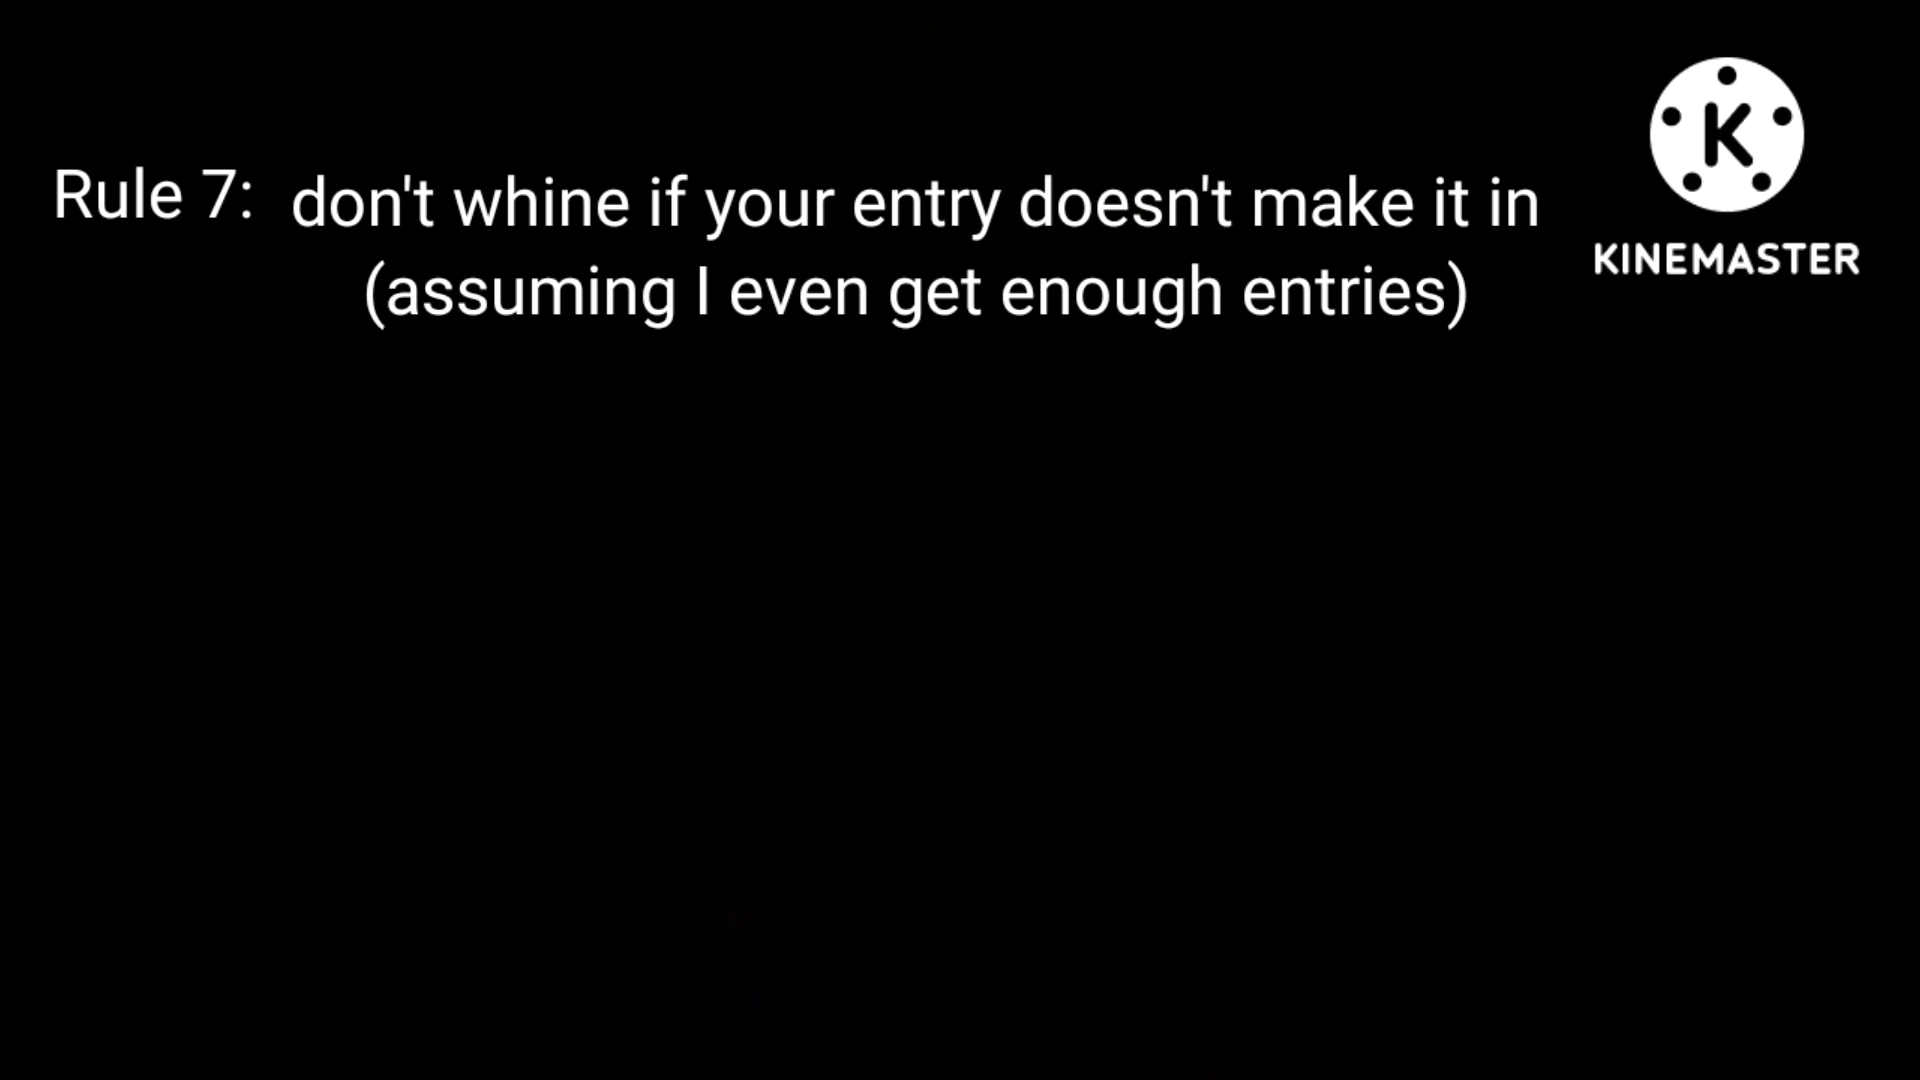 Rule 7: don't whine if your entry doesn't make it in
(assuming I even get enough entries)
K
KINEMASTER